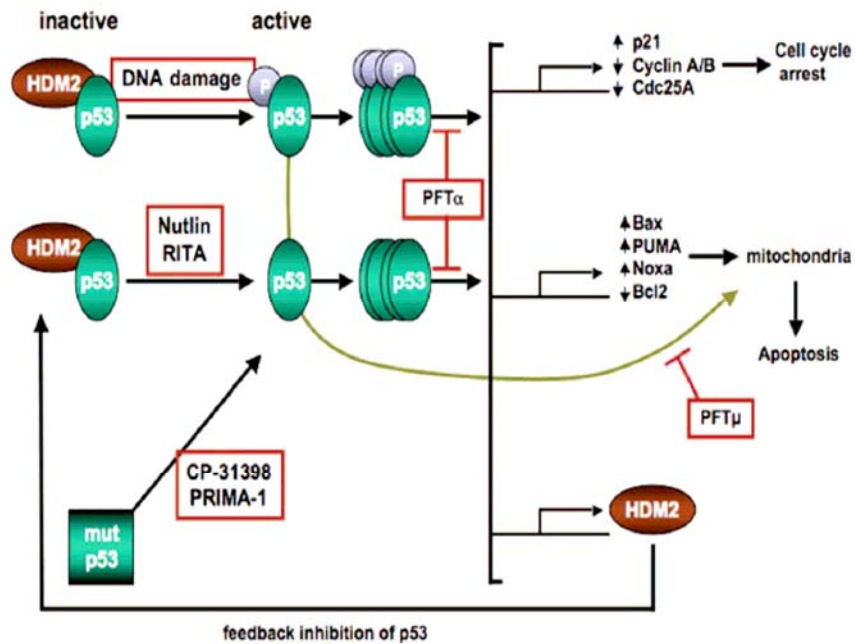 inactive
active
HDM2
DNA damage
P
p53
p53
P
p53
PFTα
p21
Cyclin A/B
Cdc25A
Cell cycle
arrest
HDM2
p53
Nutlin
RITA
p53
p53
Bax
PUMA
Noxa
Bcl2
mitochondria
Apoptosis
PFTμ
CP-31398
PRIMA-1
mut
p53
HDM2
feedback inhibition of p53